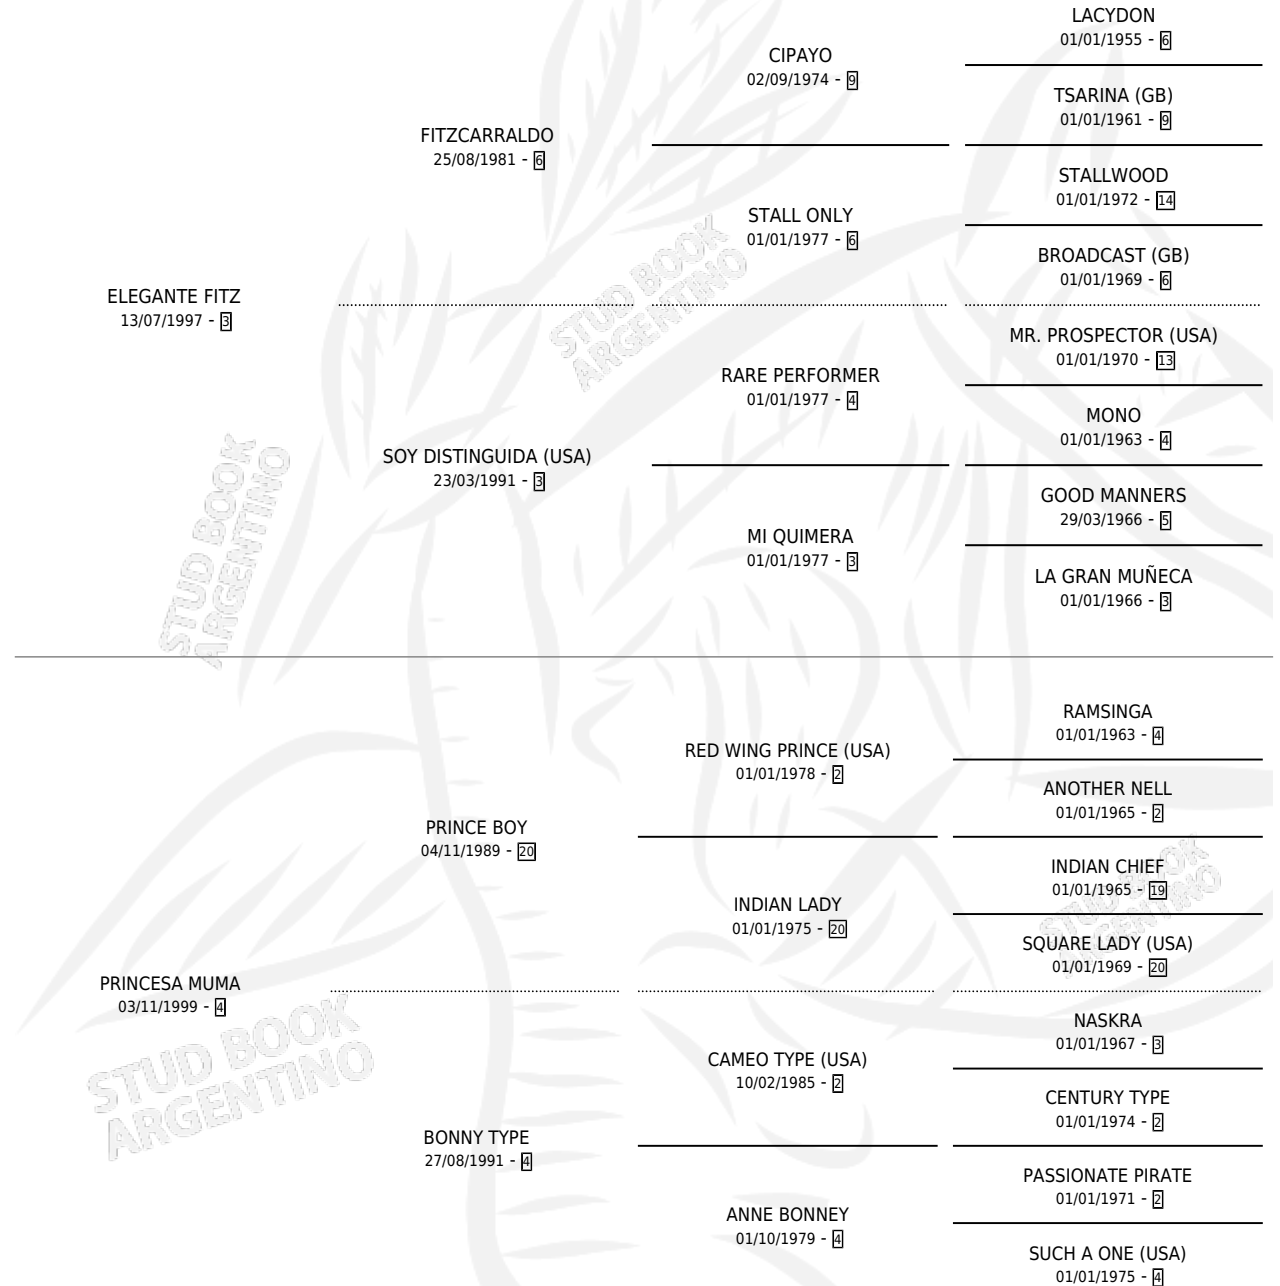 LACYDON
01/01/1955 - 6
CIPAYO
02/09/1974 - 9
TSARINA (GB)
01/01/1961 - 9
FITZCARRALDO
25/08/1981 - 6
STALLWOOD
01/01/1972 - 14
STALL ONLY
01/01/1977 - 6
BROADCAST (GB)
01/01/1969 - 6
ELEGANTE FITZ
13/07/1997 - 3
MR. PROSPECTOR (USA)
01/01/1970 - 13
RARE PERFORMER
01/01/1977 - 4
MONO
01/01/1963 - 4
SOY DISTINGUIDA (USA)
23/03/1991 - 3
GOOD MANNERS
29/03/1966 - 5
MI QUIMERA
01/01/1977 - 3
LA GRAN MUÑECA
01/01/1966 - 3
STUD BOOK
ARGENTINO
STUD BOOK
ARGENTINO
RAMSINGA
01/01/1963 - 4
RED WING PRINCE (USA)
01/01/1978 - 2
ANOTHER NELL
01/01/1965 - 2
PRINCE BOY
04/11/1989 - 20
INDIAN CHIEF
01/01/1965 - 19
INDIAN LADY
01/01/1975 - 20
SQUARE LADY (USA)
01/01/1969 - 20
PRINCESA MUMA
03/11/1999 - 4
NASKRA
01/01/1967 - 3
CAMEO TYPE (USA)
10/02/1985 - 2
CENTURY TYPE
01/01/1974 - 2
BONNY TYPE
27/08/1991 - 4
PASSIONATE PIRATE
01/01/1971 - 2
ANNE BONNEY
01/10/1979 - 4
SUCH A ONE (USA)
01/01/1975 - 4
STUD BOOK
ARGENTINO
STUD BOOK
ARGENTINO